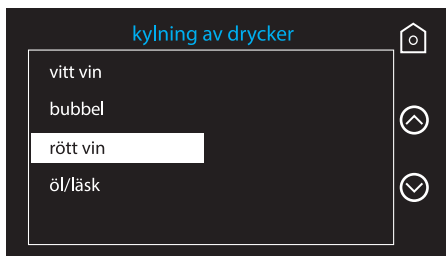 kylning av drycker
vitt vin
bubbel
rött vin
öl/läsk